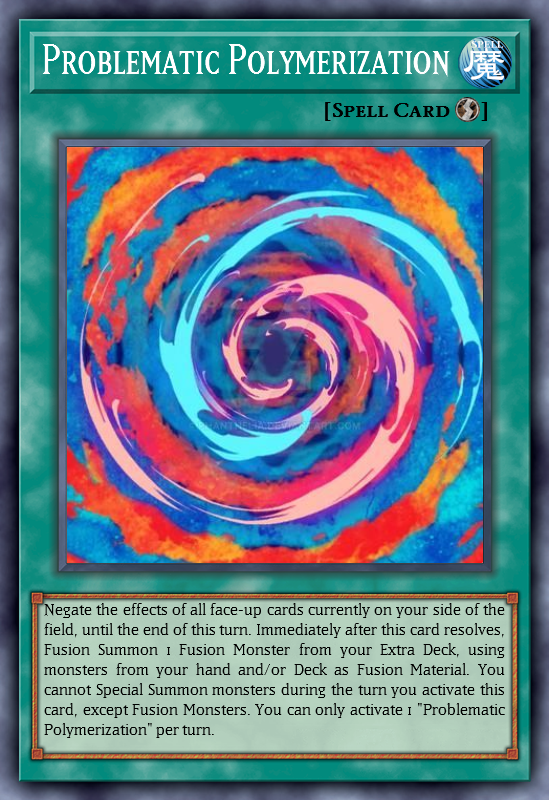 Problematic Polymerization
SPELL
魔
[Spell Card]
Negate the effects of all face-up cards currently on your side of the
field, until the end of this turn. Immediately after this card resolves,
Fusion Summon 1 Fusion Monster from your Extra Deck, using
monsters from your hand and/or Deck as Fusion Material. You
cannot Special Summon monsters during the turn you activate this
card, except Fusion Monsters. You can only activate 1 "Problematic
Polymerization" per turn.